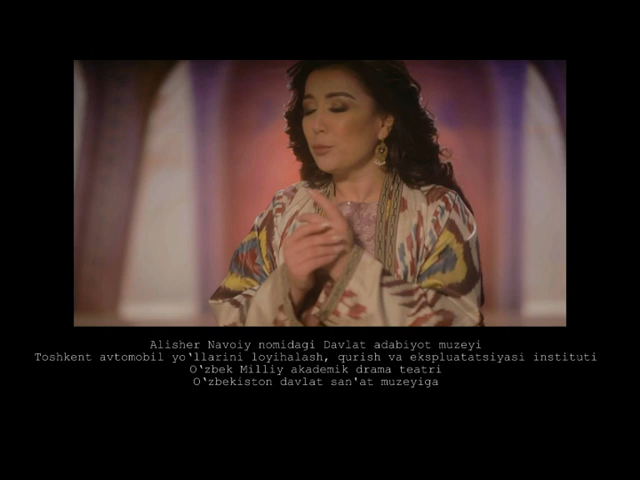 Alisher Navoiy nomidagi Davlat adabiyot muzeyi
Toshkent avtomobil yo‘llarini loyihalash, qurish va ekspluatatsiyasi instituti
O‘zbek Milliy akademik drama teatri
O‘zbekiston davlat san'at muzeyiga